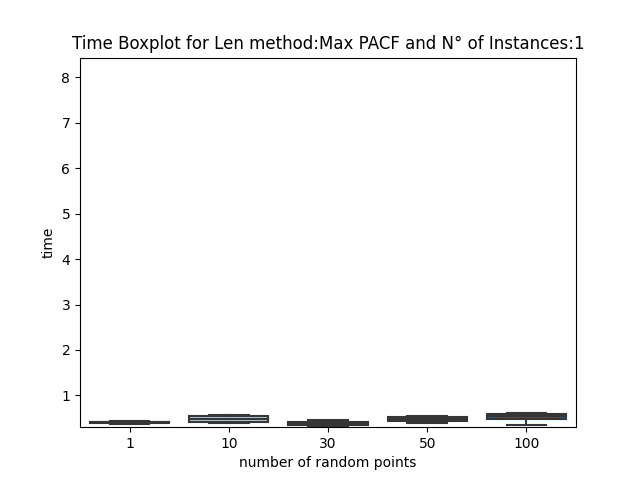 Time Boxplot for Len method:Max PACF and N° of Instances:1
8
7
6
5
4
3
2
1
time
1 10 30 50 100
number of random points